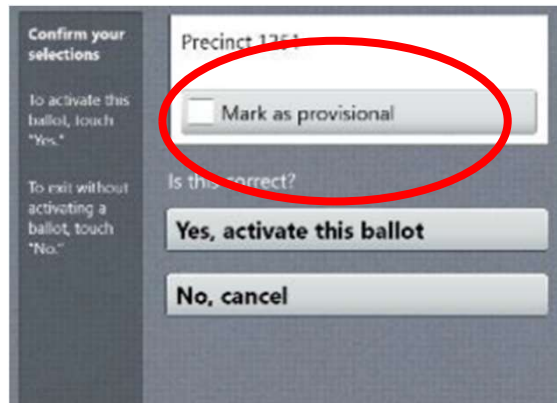 Confirm your
selections
To activate this
ballot, touch
"Yes."
To exit without
activating a
ballot, touch
"No."
Precinct
Mark as provisional
Is this correct?
Yes, activate this ballot
No, cancel